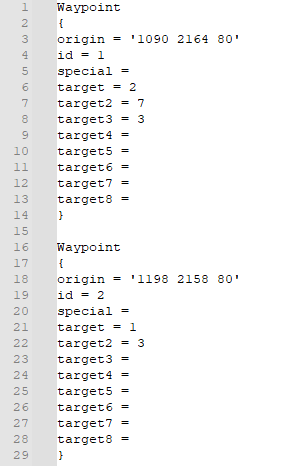 1 Waypoint
2 {
3 origin = '1090 2164 80'
4 id = 1
5 special =
6 target = 2
7 target2 = 7
8 target3 = 3
9 target4 =
10 target5 =
11 target6 =
12 target7 =
13 target8 =
14 }
15
16 Waypoint
17 {
18 origin = '1198 2158 80'
19 id = 2
20 special =
21 target = 1
22 target2 = 3
23 target3 =
24 target4 =
25 target5 =
26 target6 =
27 target7 =
28 target8 =
29 }